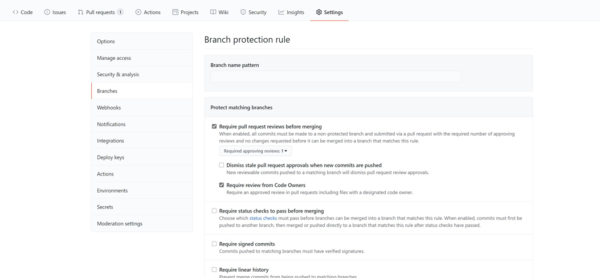 Code Issues Pull requests 1 Actions Projects Wiki Security Insights Settings
Options
Manage access
Security & analysis
Branches
Webhooks
Notifications
Integrations
Deploy keys
Actions
Environments
Secrets
Moderation settings
Branch protection rule
Branch name pattern
Protect matching branches
Require pull request reviews before merging
When enabled, all commits must be made to a non-protected branch and submitted via a pull request with the required number of approving
reviews and no changes requested before it can be merged into a branch that matches this rule.
Required approving reviews: 1
Dismiss stale pull request approvals when new commits are pushed
New reviewable commits pushed to a matching branch will dismiss pull request review approvals.
Require review from Code Owners
Require an approved review in pull requests including files with a designated code owner.
Require status checks to pass before merging
Choose which status checks must pass before branches can be merged into a branch that matches this rule. When enabled, commits must first be
pushed to another branch, then merged or pushed directly to a branch that matches this rule after status checks have passed.
Require signed commits
Commits pushed to matching branches must have verified signatures.
Require linear history
Prevent merge commits from being pushed to matching branches.